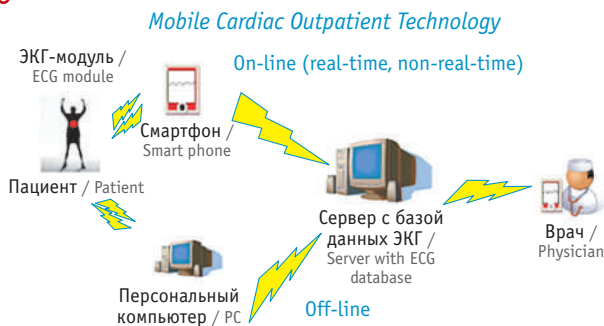 Mobile Cardiac Outpatient Technology
ЭКГ-модуль /
ECG module
On-line (real-time, non-real-time)
Смартфон /
Smart phone
Пациент / Patient
Сервер с базой
данных ЭКГ /
Server with ECG
database
Врач /
Physician
Персональный
компьютер / PC
Off-line